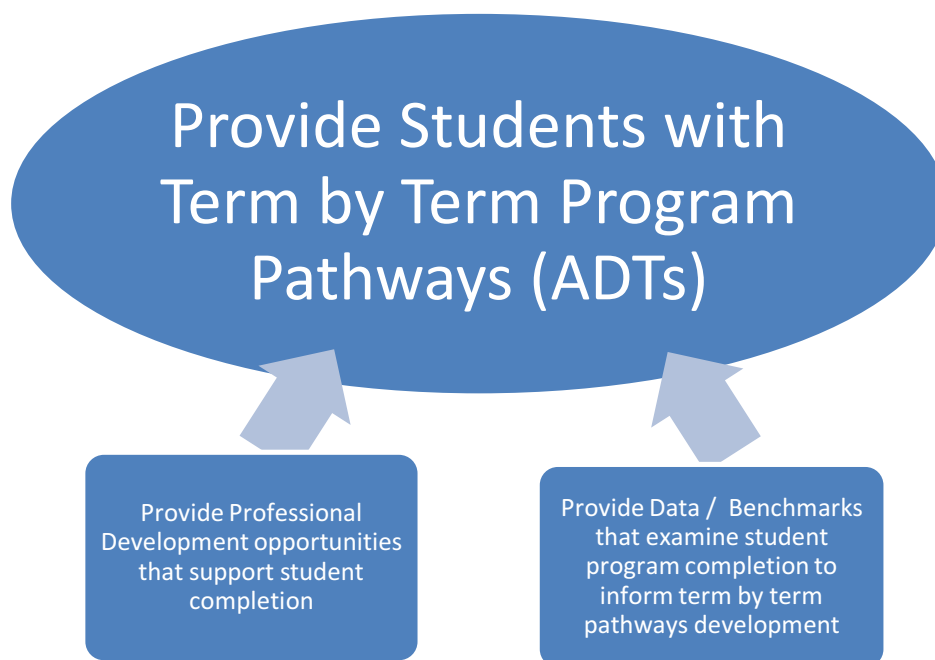 Provide Students with
Term by Term Program
Pathways (ADTs)
Provide Professional
Development opportunities
that support student
completion
Provide Data / Benchmarks
that examine student
program completion to
inform term by term
pathways development